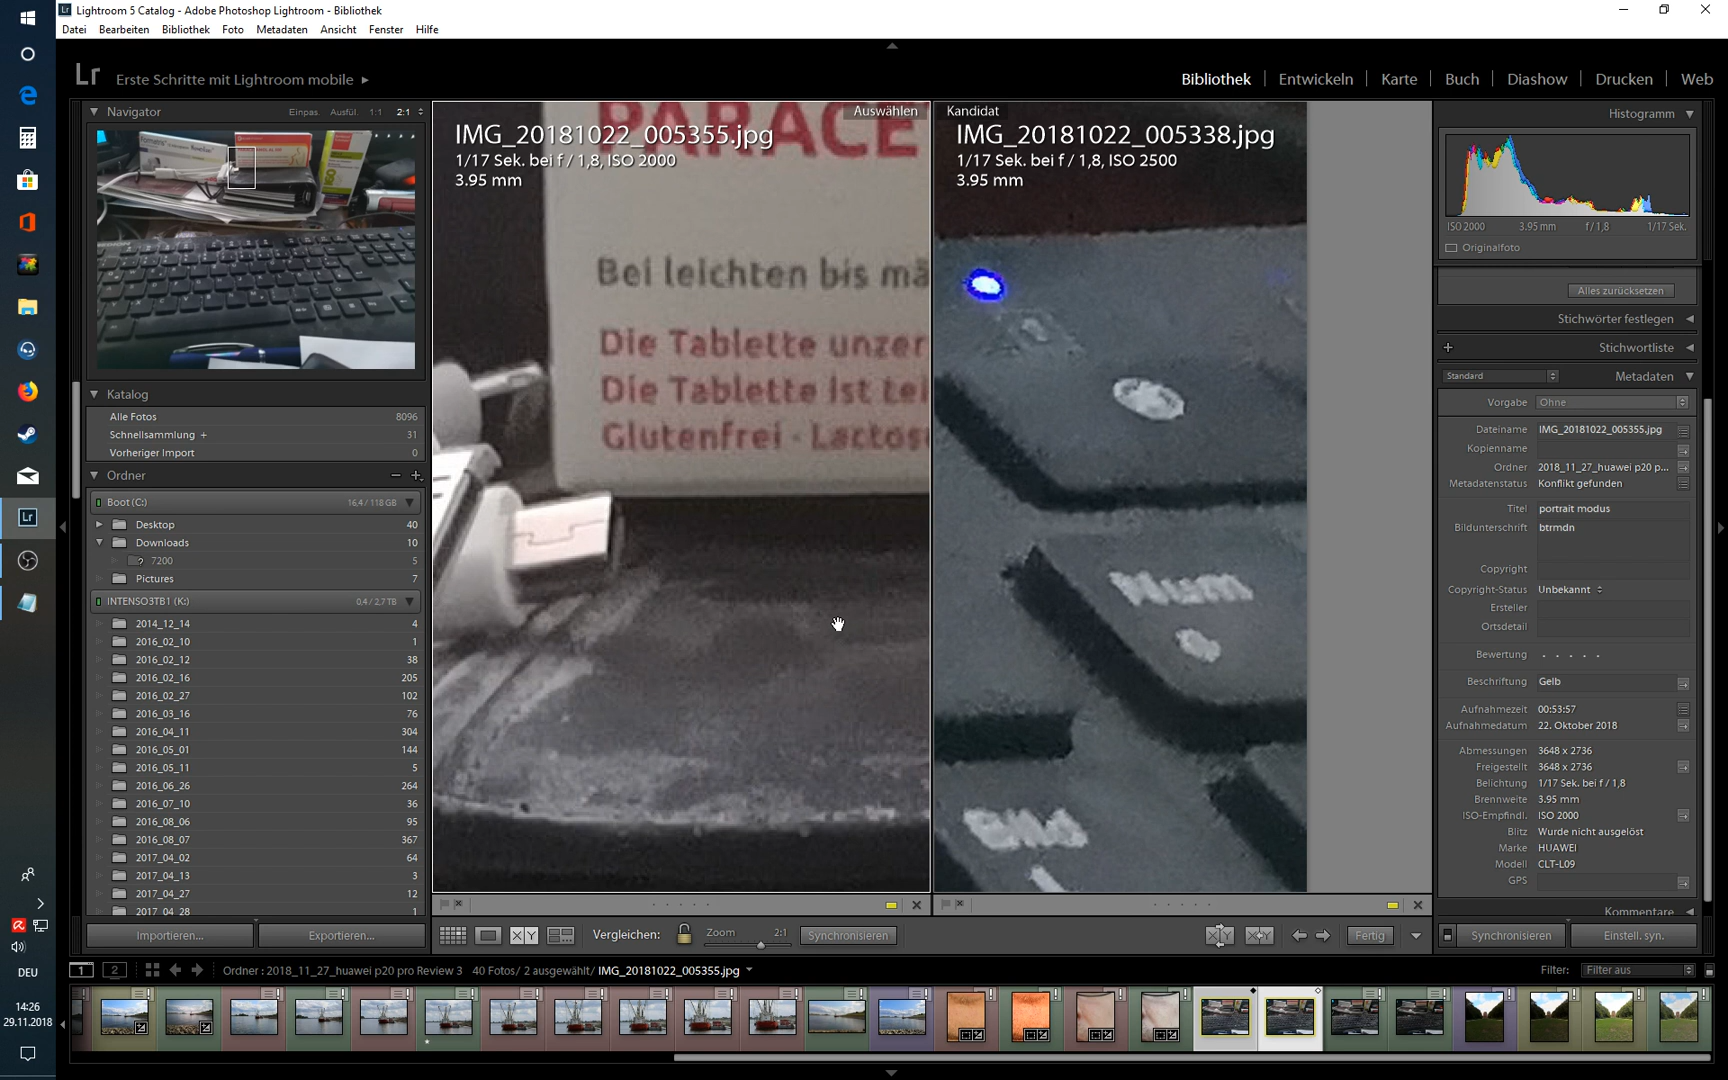 Lightroom 5 Catalog - Adobe Photoshop Lightroom - Bibliothek
Datei Bearbeiten Bibliothek Foto Metadaten Ansicht Fenster Hilfe
Lr Erste Schritte mit Lightroom mobile
Bibliothek Entwickeln Karte Buch Diashow Drucken Web
Navigator Einpas. Ausfül. 1:1 2:1
Katalog
Alle Fotos 8096
Schnellsammlung + 31
Vorheriger Import 0
Ordner
Boot (C:) 16,4 / 118 GB
Desktop 40
Downloads 10
7200 5
Pictures 7
INTENSO3TB1 (K:) 0,4 / 2,7 TB
2014_12_14 4
2016_02_10 1
2016_02_12 38
2016_02_16 205
2016_02_27 102
2016_03_16 76
2016_04_11 304
2016_05_01 144
2016_05_11 5
2016_06_26 264
2016_07_10 36
2016_08_06 95
2016_08_07 367
2017_04_02 64
2017_04_13 3
2017_04_27 12
2017_04_28 1
Importieren... Exportieren...
Auswählen
IMG_20181022_005355.jpg
1/17 Sek. bei f / 1,8, ISO 2000
3.95 mm
PARACE
Bei leichten bis mä
Die Tablette unzer
Die Tablette ist tei
Glutenfrei · Lactos
Kandidat
IMG_20181022_005338.jpg
1/17 Sek. bei f / 1,8, ISO 2500
3.95 mm
Vergleichen: Zoom 2:1 Synchronisieren
Fertig
Histogramm
ISO 2000 3.95 mm f / 1,8 1/17 Sek.
Originalfoto
Alles zurücksetzen
Stichwörter festlegen
Stichwortliste
Standard Metadaten
Vorgabe Ohne
Dateiname IMG_20181022_005355.jpg
Kopienname
Ordner 2018_11_27_huawei p20 p...
Metadatenstatus Konflikt gefunden
Titel portrait modus
Bildunterschrift btrmdn
Copyright
Copyright-Status Unbekannt
Ersteller
Ortsdetail
Bewertung . . . . .
Beschriftung Gelb
Aufnahmezeit 00:53:57
Aufnahmedatum 22. Oktober 2018
Abmessungen 3648 x 2736
Freigestellt 3648 x 2736
Belichtung 1/17 Sek. bei f / 1,8
Brennweite 3.95 mm
ISO-Empfindl. ISO 2000
Blitz Wurde nicht ausgelöst
Marke HUAWEI
Modell CLT-L09
GPS
Kommentare
Synchronisieren Einstell. syn.
1 2 Ordner : 2018_11_27_huawei p20 pro Review 3 40 Fotos/ 2 ausgewählt/ IMG_20181022_005355.jpg
Filter: Filter aus
DEU
14:26
29.11.2018